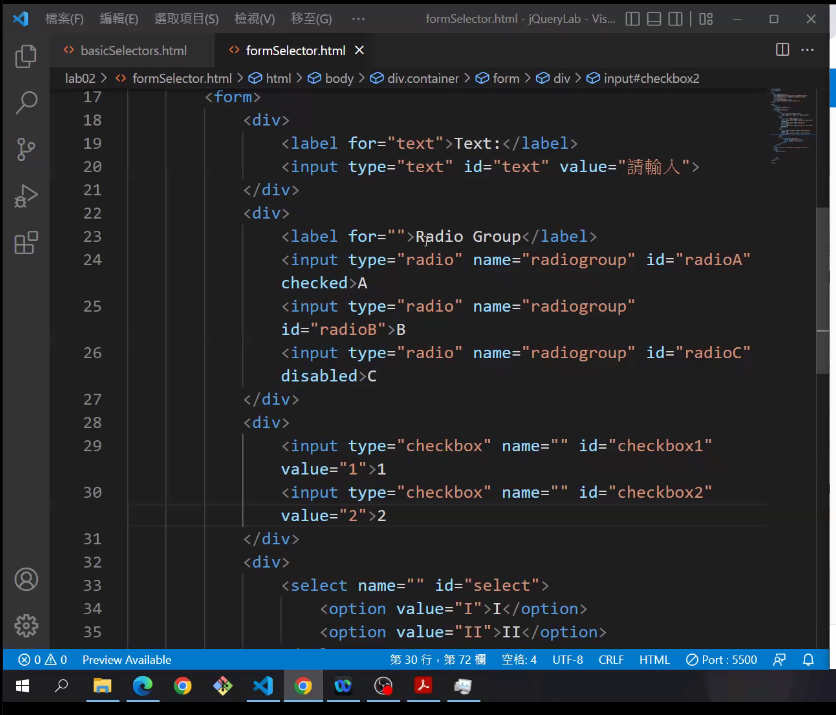 檔案(F) 編輯(E) 選取項目(S) 檢視(V) 移至(G) ··· formSelector.html - jQueryLab - Vis...
<> basicSelectors.html <> formSelector.html ×
lab02 > <> formSelector.html > html > body > div.container > form > div > input#checkbox2
17 <form>
18 <div>
19 <label for="text">Text:</label>
20 <input type="text" id="text" value="請輸入">
21 </div>
22 <div>
23 <label for="">Radio Group</label>
24 <input type="radio" name="radiogroup" id="radioA"
checked>A
25 <input type="radio" name="radiogroup"
id="radioB">B
26 <input type="radio" name="radiogroup" id="radioC"
disabled>C
27 </div>
28 <div>
29 <input type="checkbox" name="" id="checkbox1"
value="1">1
30 <input type="checkbox" name="" id="checkbox2"
value="2">2
31 </div>
32 <div>
33 <select name="" id="select">
34 <option value="I">I</option>
35 <option value="II">II</option>
0 0 Preview Available 第 30 行，第 72 欄 空格: 4 UTF-8 CRLF HTML Port : 5500